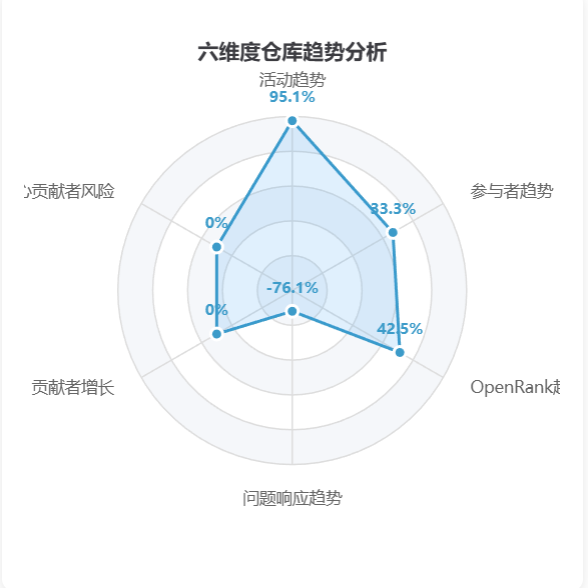 六维度仓库趋势分析
活动趋势
95.1%
贡献者风险
参与者趋势
33.3%
0%
-76.1%
0%
42.5%
贡献者增长
OpenRank
问题响应趋势